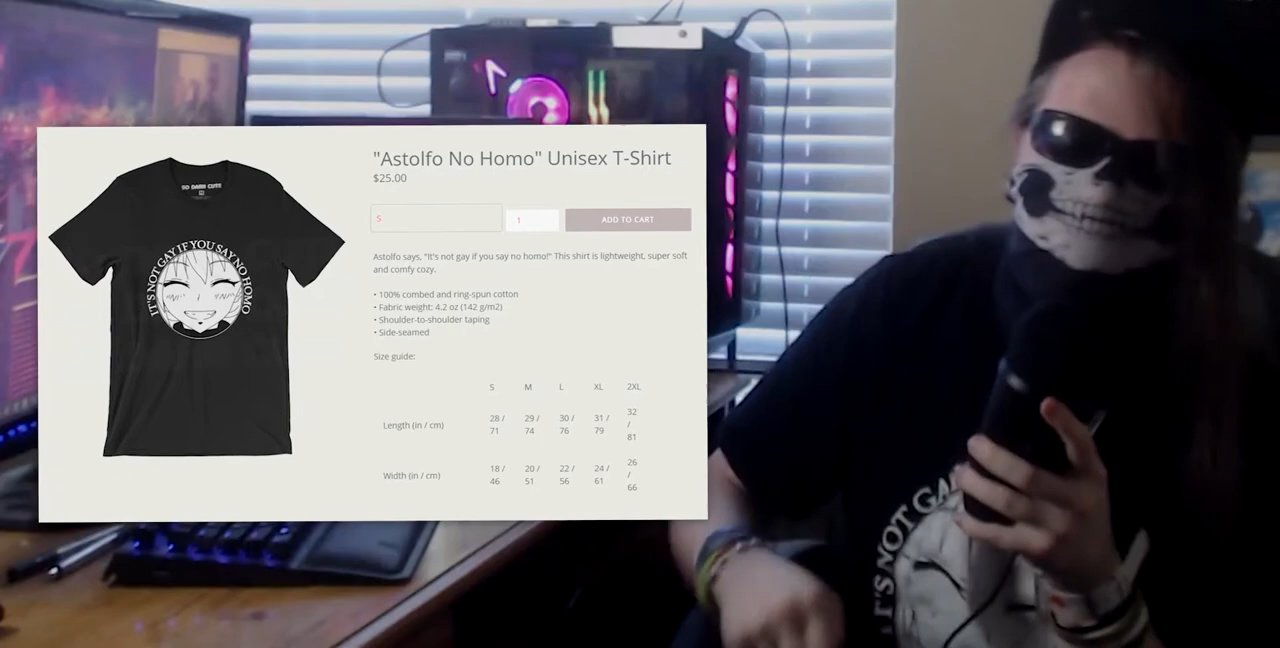 "Astolfo No Homo" Unisex T-Shirt
$25.00
SO DARN CUTE
S
1
ADD TO CART
IT'S NOT GAY IF YOU SAY NO HOMO
Astolfo says, "It's not gay if you say no homo!" This shirt is lightweight, super soft
and comfy cozy.
• 100% combed and ring-spun cotton
• Fabric weight: 4.2 oz (142 g/m2)
• Shoulder-to-shoulder taping
• Side-seamed
Size guide:
S M L XL 2XL
Length (in / cm) 28 / 71 29 / 74 30 / 76 31 / 79 32 / 81
Width (in / cm) 18 / 46 20 / 51 22 / 56 24 / 61 26 / 66
IT'S NOT GA